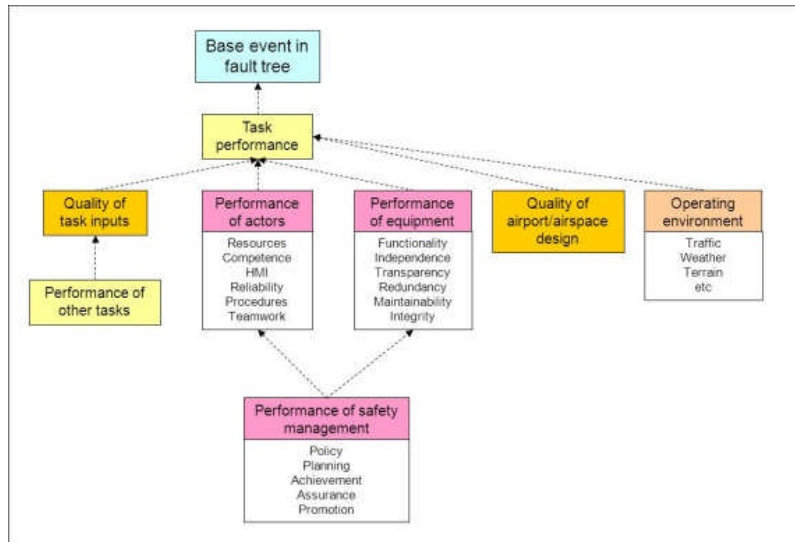 Base event in
fault tree
Task
performance
Quality of
task inputs
Performance
of actors
Resources
Competence
HMI
Reliability
Procedures
Teamwork
Performance
of equipment
Functionality
Independence
Transparency
Redundancy
Maintainability
Integrity
Quality of
airport/airspace
design
Operating
environment
Traffic
Weather
Terrain
etc
Performance of
other tasks
Performance of safety
management
Policy
Planning
Achievement
Assurance
Promotion